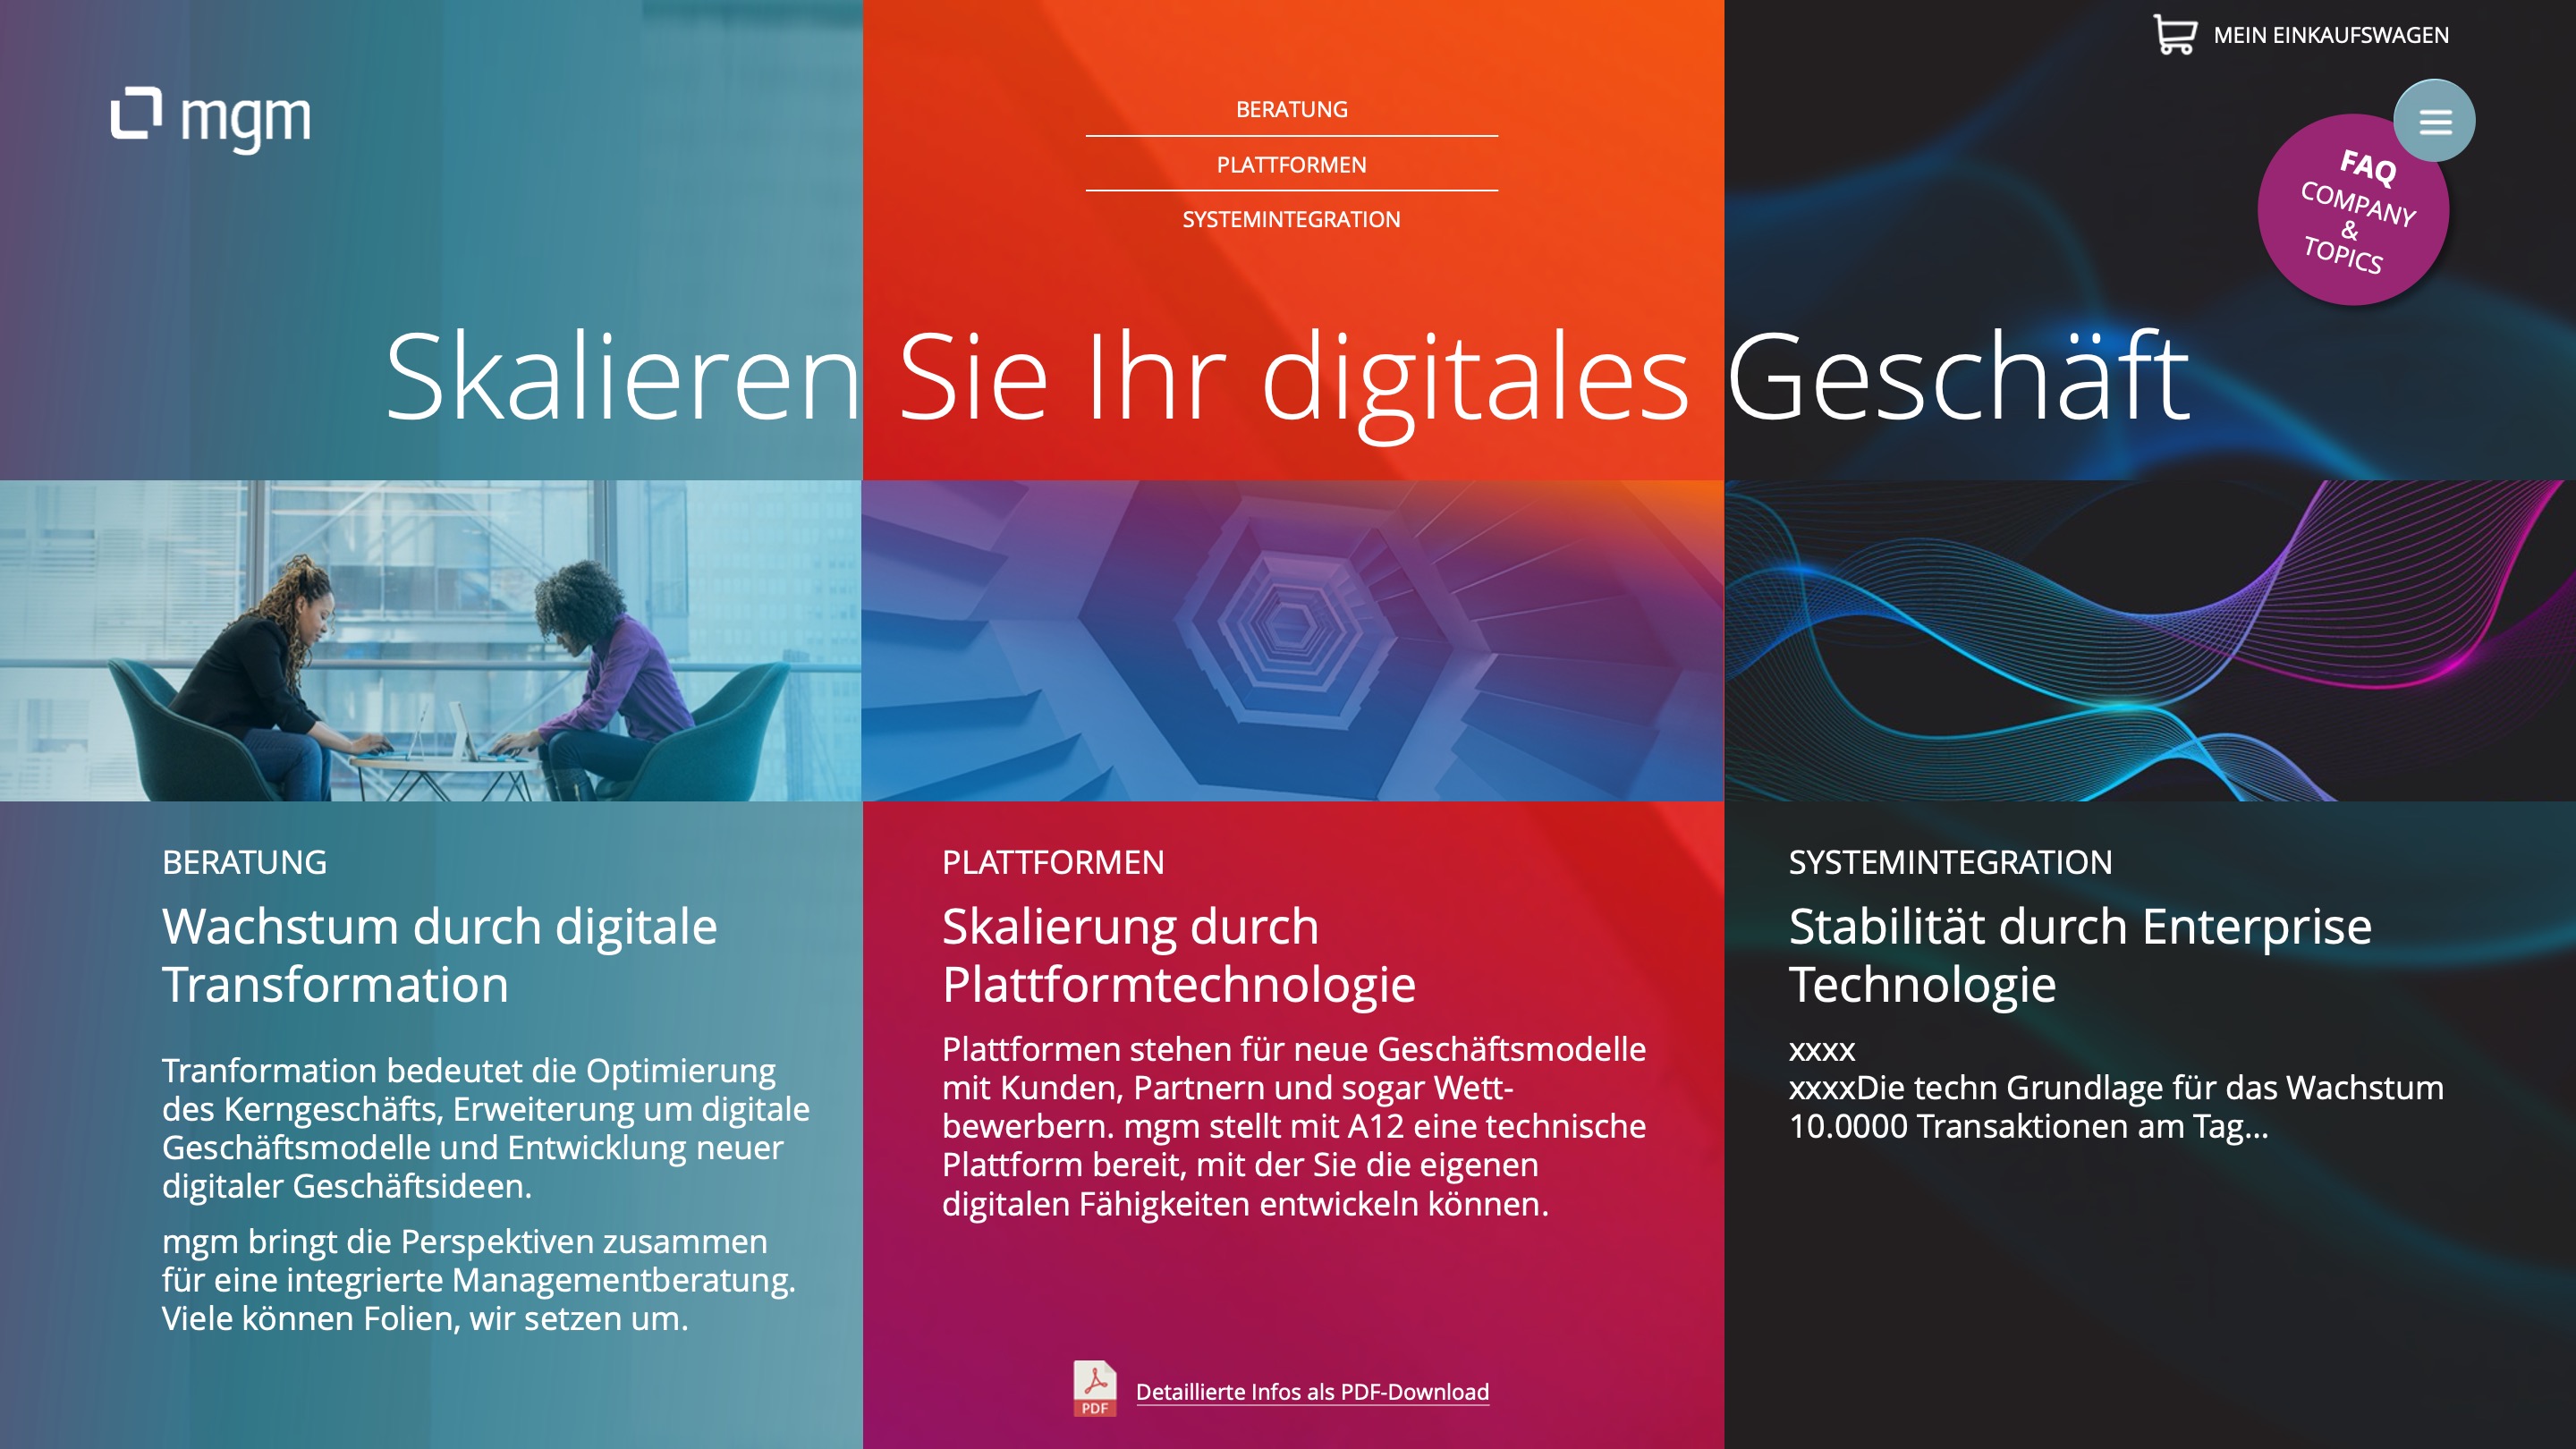 MEIN EINKAUFSWAGEN
mgm
BERATUNG
PLATTFORMEN
SYSTEMINTEGRATION
FAQ
COMPANY
&
TOPICS
Skalieren Sie Ihr digitales Geschäft
BERATUNG
Wachstum durch digitale
Transformation
Tranformation bedeutet die Optimierung
des Kerngeschäfts, Erweiterung um digitale
Geschäftsmodelle und Entwicklung neuer
digitaler Geschäftsideen.
mgm bringt die Perspektiven zusammen
für eine integrierte Managementberatung.
Viele können Folien, wir setzen um.
PLATTFORMEN
Skalierung durch
Plattformtechnologie
Plattformen stehen für neue Geschäftsmodelle
mit Kunden, Partnern und sogar Wett-
bewerbern. mgm stellt mit A12 eine technische
Plattform bereit, mit der Sie die eigenen
digitalen Fähigkeiten entwickeln können.
PDF
Detaillierte Infos als PDF-Download
SYSTEMINTEGRATION
Stabilität durch Enterprise
Technologie
xxxx
xxxxDie techn Grundlage für das Wachstum
10.0000 Transaktionen am Tag...